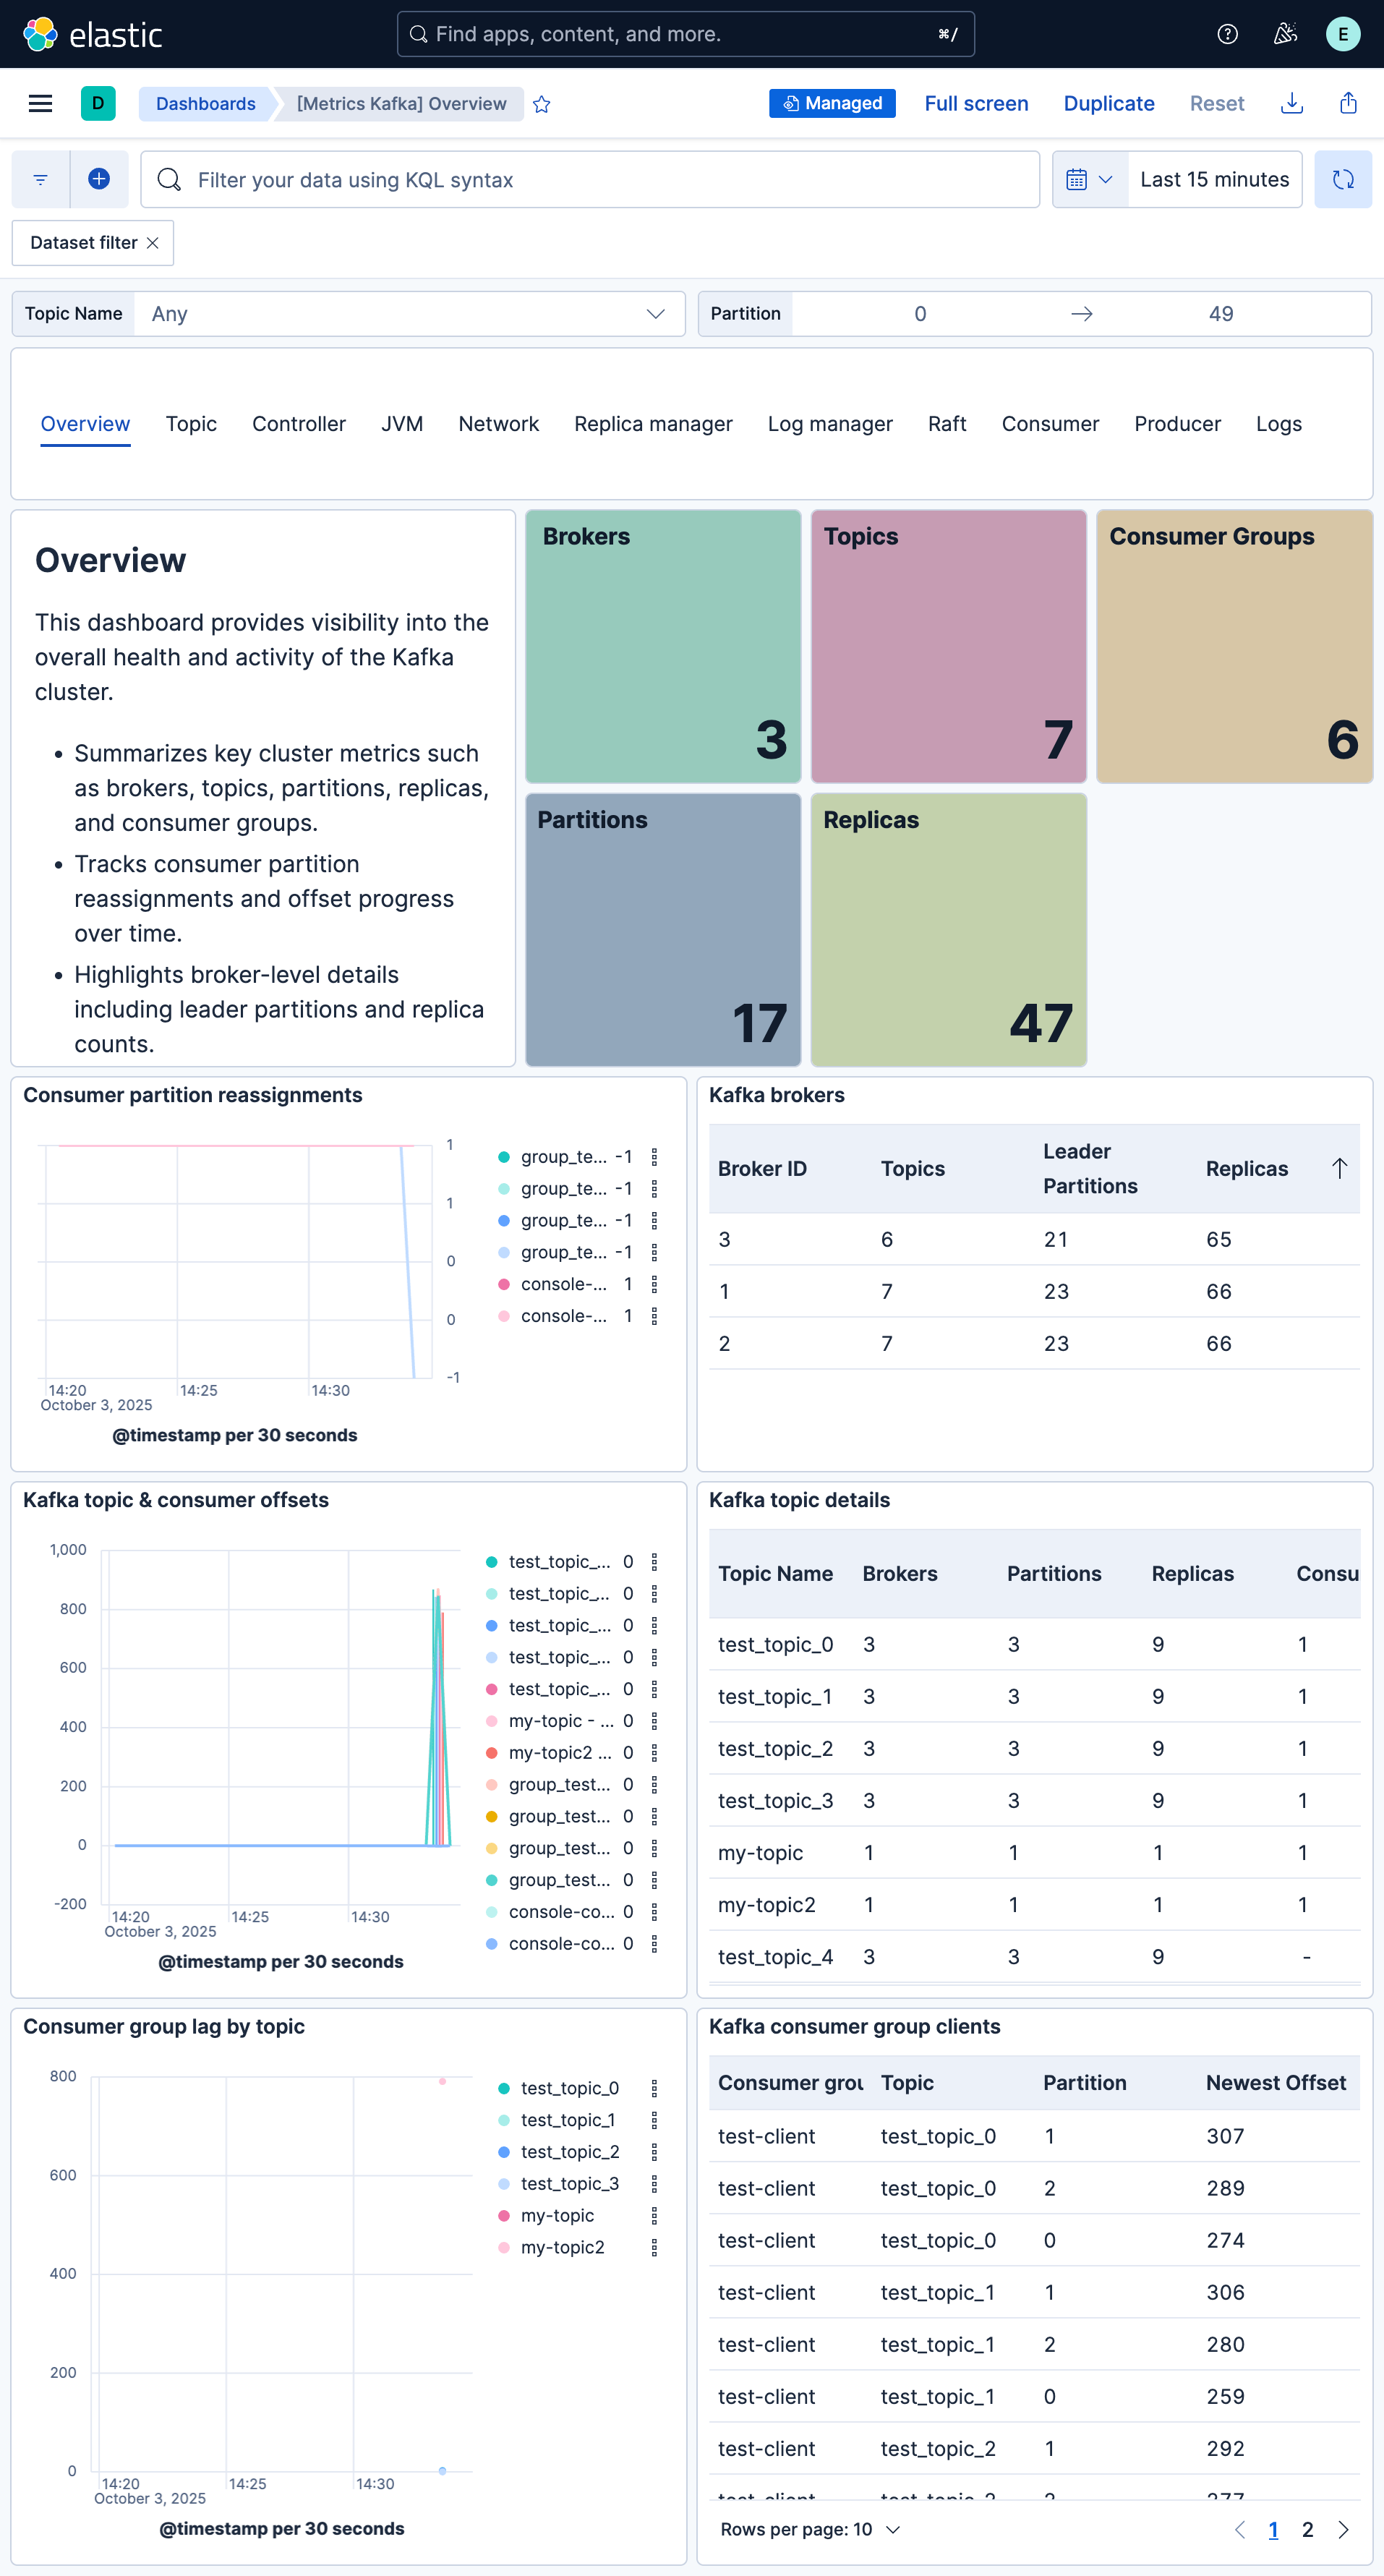 elastic
Find apps, content, and more.
⌘/
E
D
Dashboards
[Metrics Kafka] Overview
Managed
Full screen
Duplicate
Reset
Filter your data using KQL syntax
Last 15 minutes
Dataset filter
Topic Name Any
Partition 0 → 49
Overview Topic Controller JVM Network Replica manager Log manager Raft Consumer Producer Logs
Overview
This dashboard provides visibility into the
overall health and activity of the Kafka
cluster.
• Summarizes key cluster metrics such
as brokers, topics, partitions, replicas,
and consumer groups.
• Tracks consumer partition
reassignments and offset progress
over time.
• Highlights broker-level details
including leader partitions and replica
counts.
Brokers
3
Topics
7
Consumer Groups
6
Partitions
17
Replicas
47
Consumer partition reassignments
1
1
0
0
-1
14:20 14:25 14:30
October 3, 2025
@timestamp per 30 seconds
group_te... -1
group_te... -1
group_te... -1
group_te... -1
console-... 1
console-... 1
Kafka brokers
Broker ID Topics Leader Partitions Replicas
3 6 21 65
1 7 23 66
2 7 23 66
Kafka topic & consumer offsets
1,000
800
600
400
200
0
-200
14:20 14:25 14:30
October 3, 2025
@timestamp per 30 seconds
test_topic_... 0
test_topic_... 0
test_topic_... 0
test_topic_... 0
test_topic_... 0
my-topic - ... 0
my-topic2 ... 0
group_test... 0
group_test... 0
group_test... 0
group_test... 0
console-co... 0
console-co... 0
Kafka topic details
Topic Name Brokers Partitions Replicas Consu
test_topic_0 3 3 9 1
test_topic_1 3 3 9 1
test_topic_2 3 3 9 1
test_topic_3 3 3 9 1
my-topic 1 1 1 1
my-topic2 1 1 1 1
test_topic_4 3 3 9 -
Consumer group lag by topic
800
600
400
200
0
14:20 14:25 14:30
October 3, 2025
@timestamp per 30 seconds
test_topic_0
test_topic_1
test_topic_2
test_topic_3
my-topic
my-topic2
Kafka consumer group clients
Consumer grou Topic Partition Newest Offset
test-client test_topic_0 1 307
test-client test_topic_0 2 289
test-client test_topic_0 0 274
test-client test_topic_1 1 306
test-client test_topic_1 2 280
test-client test_topic_1 0 259
test-client test_topic_2 1 292
Rows per page: 10
1 2